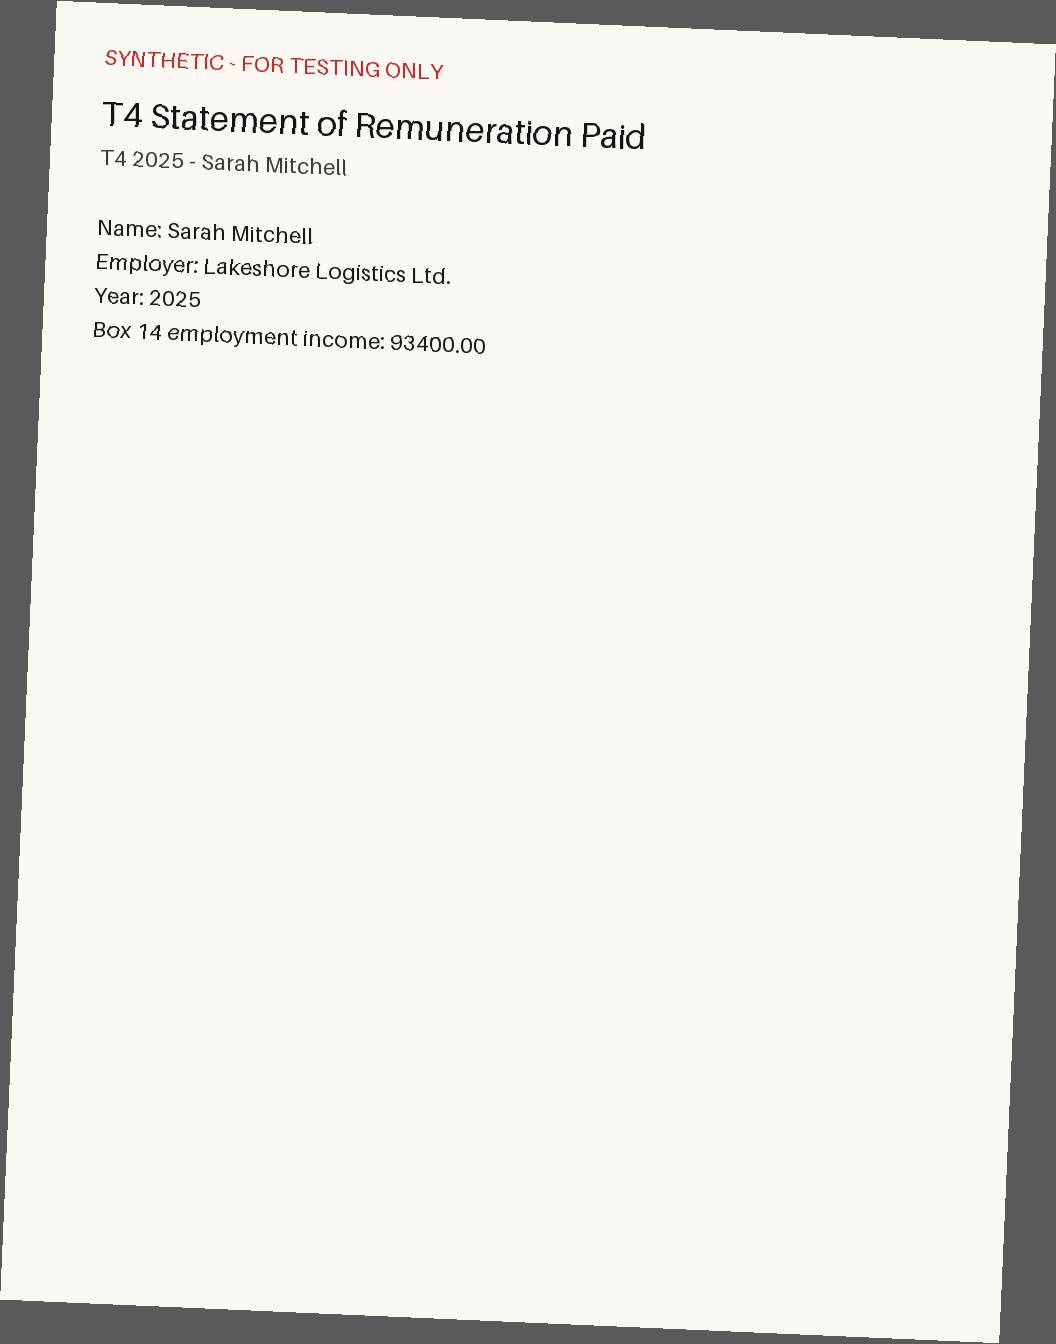 SYNTHETIC - FOR TESTING ONLY
T4 Statement of Remuneration Paid
T4 2025 - Sarah Mitchell
Name: Sarah Mitchell
Employer: Lakeshore Logistics Ltd.
Year: 2025
Box 14 employment income: 93400.00